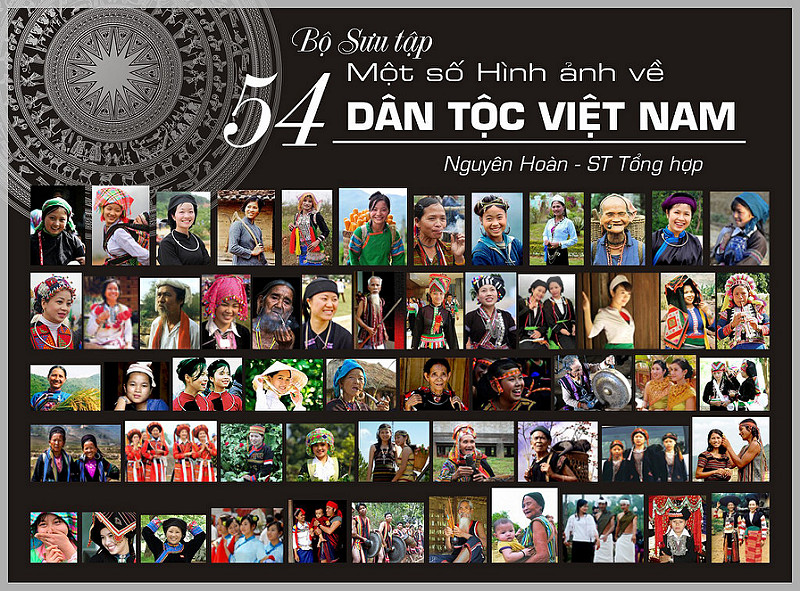 Bộ Sưu tập
54 Một số Hình ảnh về
DÂN TỘC VIỆT NAM
Nguyên Hoàn - ST Tổng hợp